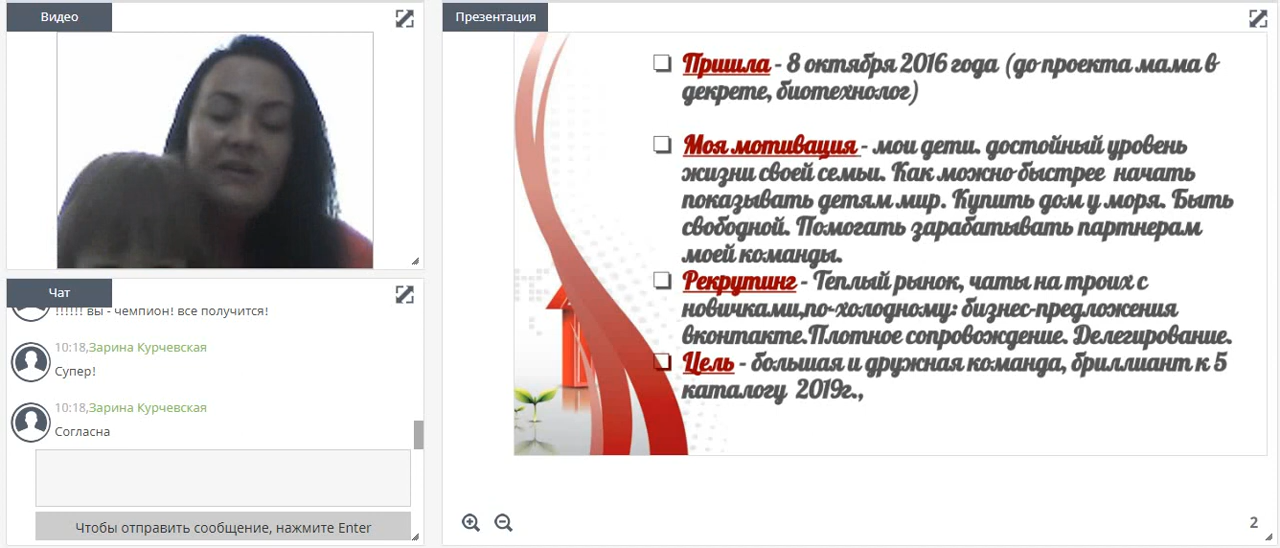 Видео
Чат
!!!!!! вы - чемпион! все получится!
10:18,Зарина Курчевская
Супер!
10:18,Зарина Курчевская
Согласна
Чтобы отправить сообщение, нажмите Enter
Презентация
Пришла - 8 октября 2016 года (до проекта мама в
декрете, биотехнолог)
Моя мотивация - мои дети. достойный уровень
жизни своей семьи. Как можно быстрее начать
показывать детям мир. Купить дом у моря. Быть
свободной. Помогать зарабатывать партнерам
моей команды.
Рекрутинг - Теплый рынок, чаты на троих с
новичками,по-холодному: бизнес-предложения
вконтакте.Плотное сопровождение. Делегирование.
Цель - большая и дружная команда, бриллиант к 5
каталогу 2019г.,
2